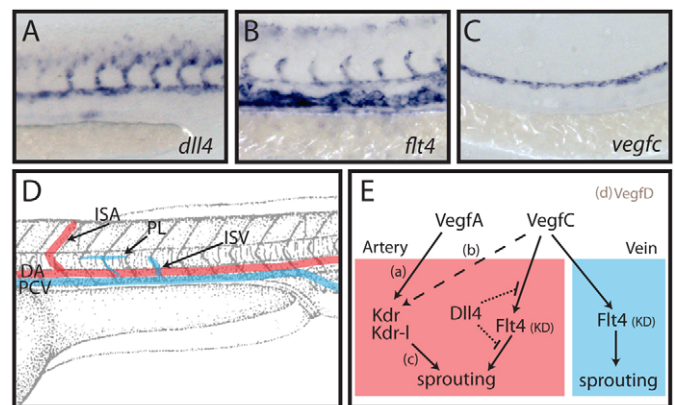 A
dll4
B
flt4
C
vegfc
D
ISA
PL
ISV
DA
PCV
E
(d) VegfD
VegfA
VegfC
Artery
(b)
Vein
(a)
Kdr
Kdr-l
Dll4
Flt4 (KD)
(c)
sprouting
Flt4 (KD)
sprouting